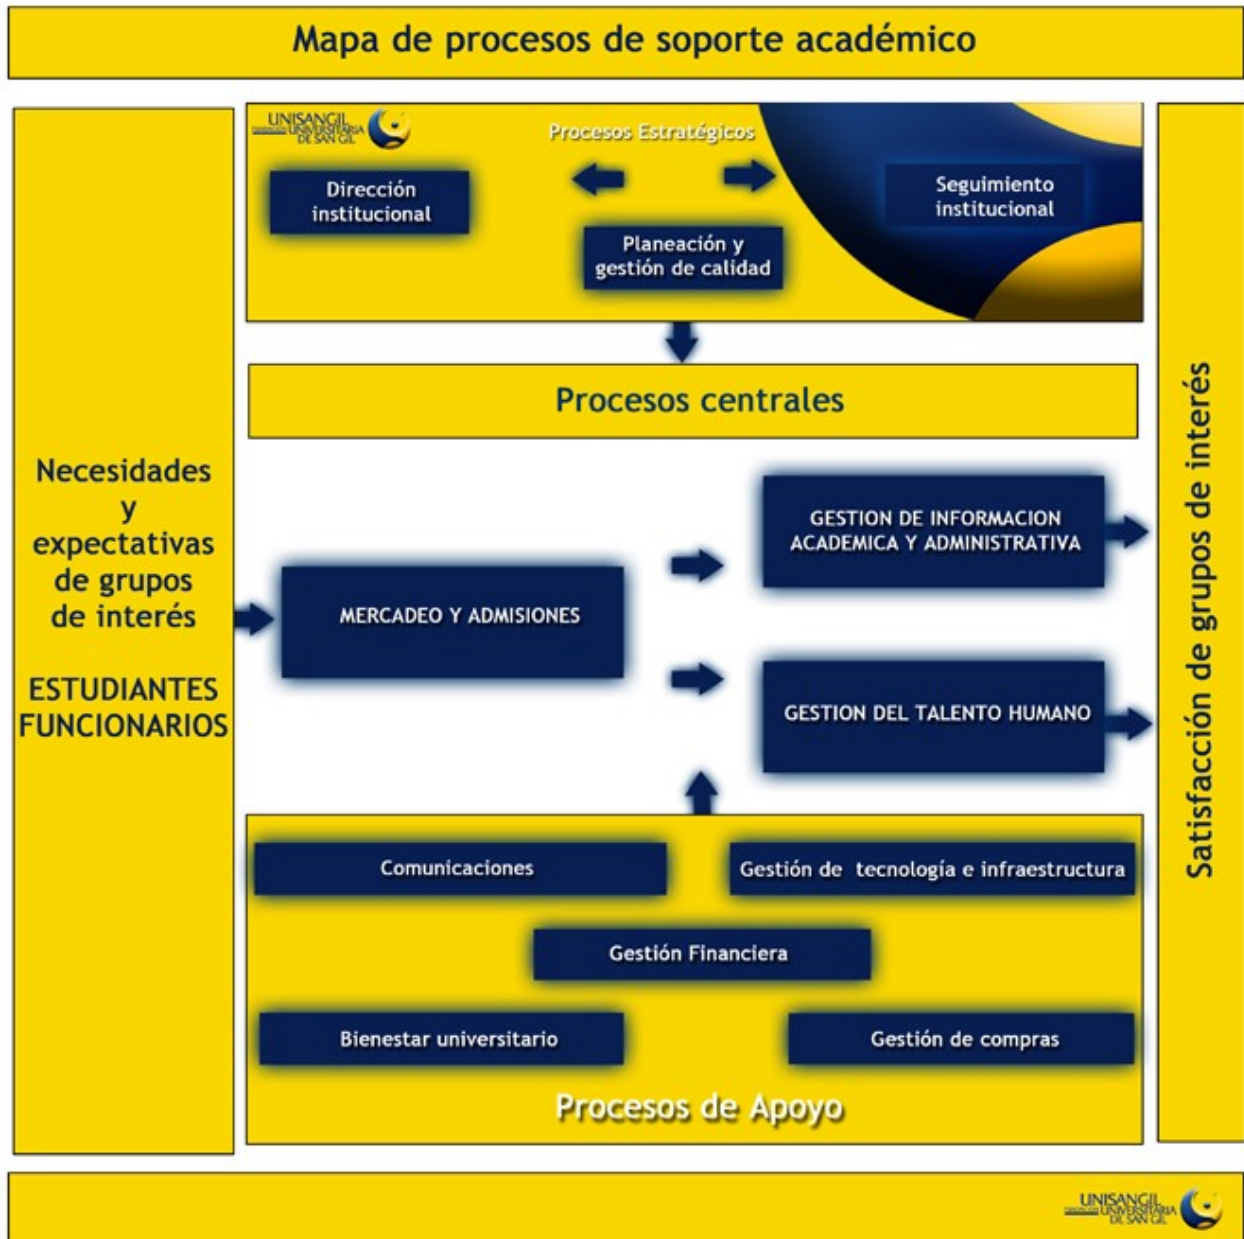 Mapa de procesos de soporte académico
UNISANGIL
FUNDACIÓN UNIVERSITARIA
DE SAN GIL
Procesos Estratégicos
Dirección
institucional
Planeación y
gestión de calidad
Seguimiento
institucional
Procesos centrales
Necesidades
y
expectativas
de grupos
de interés
ESTUDIANTES
FUNCIONARIOS
MERCADEO Y ADMISIONES
GESTION DE INFORMACION
ACADEMICA Y ADMINISTRATIVA
GESTION DEL TALENTO HUMANO
Satisfacción de grupos de interés
Comunicaciones
Gestión de tecnología e infraestructura
Gestión Financiera
Bienestar universitario
Gestión de compras
Procesos de Apoyo
UNISANGIL
FUNDACIÓN UNIVERSITARIA
DE SAN GIL